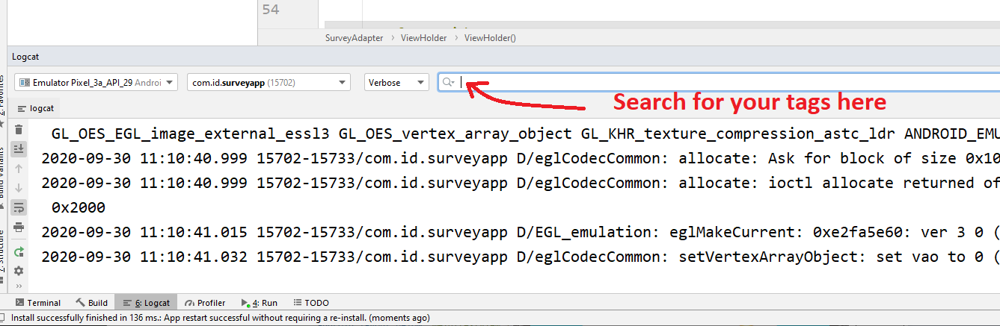 54
SurveyAdapter > ViewHolder > ViewHolder()
Logcat
Emulator Pixel_3a_API_29 Androi com.id.surveyapp (15702) Verbose
Search for your tags here
logcat
GL_OES_EGL_image_external_essl3 GL_OES_vertex_array_object GL_KHR_texture_compression_astc_ldr ANDROID_EMU
2020-09-30 11:10:40.999 15702-15733/com.id.surveyapp D/eglCodecCommon: allocate: Ask for block of size 0x10
2020-09-30 11:10:40.999 15702-15733/com.id.surveyapp D/eglCodecCommon: allocate: ioctl allocate returned of
0x2000
2020-09-30 11:10:41.015 15702-15733/com.id.surveyapp D/EGL_emulation: eglMakeCurrent: 0xe2fa5e60: ver 3 0 (
2020-09-30 11:10:41.032 15702-15733/com.id.surveyapp D/eglCodecCommon: setVertexArrayObject: set vao to 0 (
2: Favorites
Build Variants
7: Structure
Terminal Build 6: Logcat Profiler 4: Run TODO
Install successfully finished in 136 ms.: App restart successful without requiring a re-install. (moments ago)